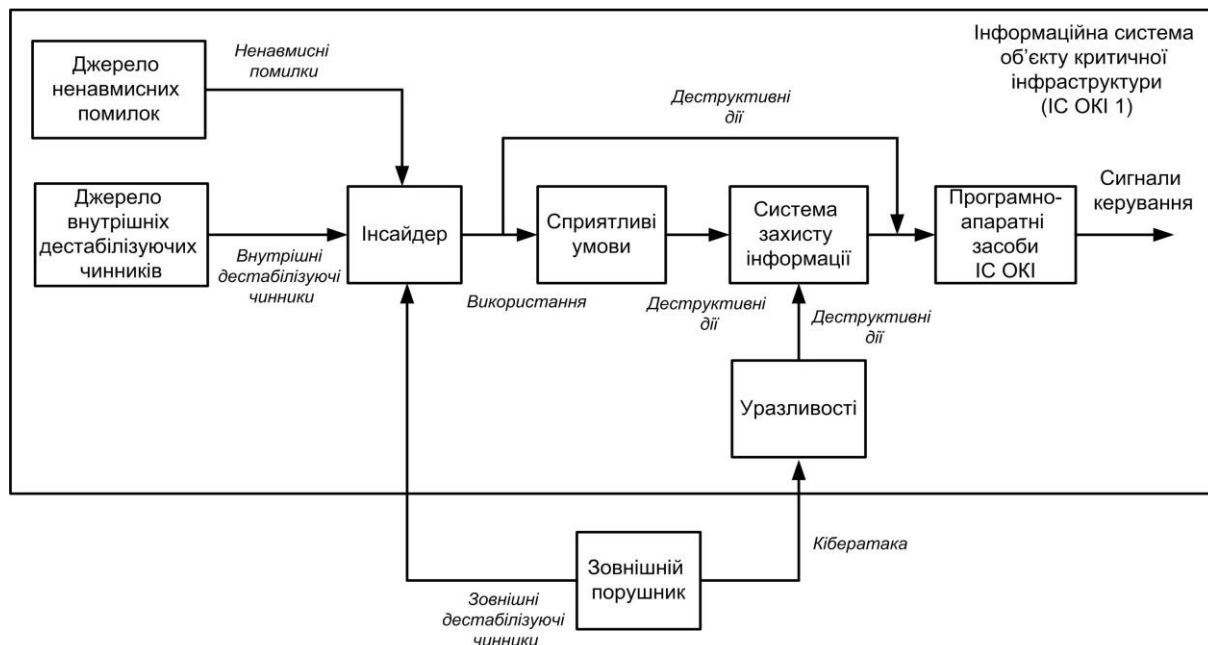 Інформаційна система
об’єкту критичної
інфраструктури
(ІС ОКІ 1)
Джерело
ненавмисних
помилок
Ненавмисні
помилки
Деструктивні
дії
Джерело
внутрішніх
дестабілізуючих
чинників
Внутрішні
дестабілізуючі
чинники
Інсайдер
Використання
Сприятливі
умови
Деструктивні
дії
Система
захисту
інформації
Деструктивні
дії
Програмно-
апаратні
засоби
ІС ОКІ
Сигнали
керування
Уразливості
Зовнішній
порушник
Кібератака
Зовнішні
дестабілізуючі
чинники